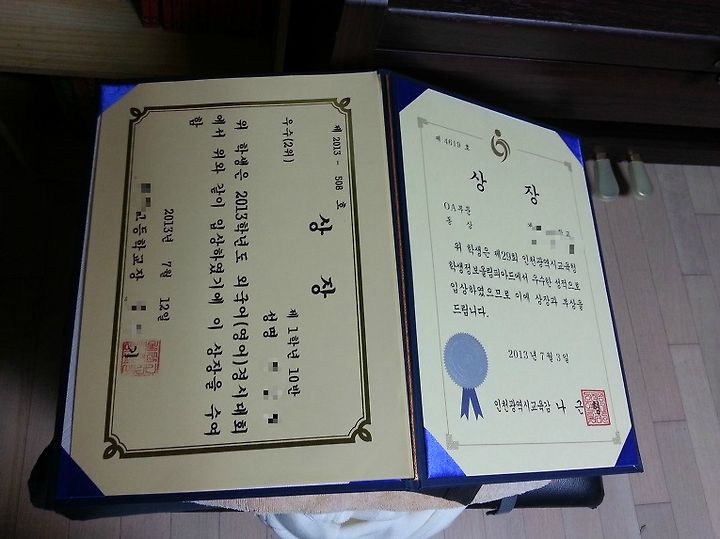 제 2013 - 508 호
상 장
우수(2위)
제 1학년 10반
성명
위 학생은 2013학년도 외국어(영어)경시대회
에서 위와 같이 입상하였기에 이 상장을 수여
함
2013년 7월 12일
고등학교장
제 4619 호
상 장
OA부문
동 상
학교
위 학생은 제29회 인천광역시교육청
학생정보올림피아드에서 우수한 성적으로
입상하였으므로 이에 상장과 부상을
드립니다.
2013년 7월 3일
인천광역시교육감 나 근